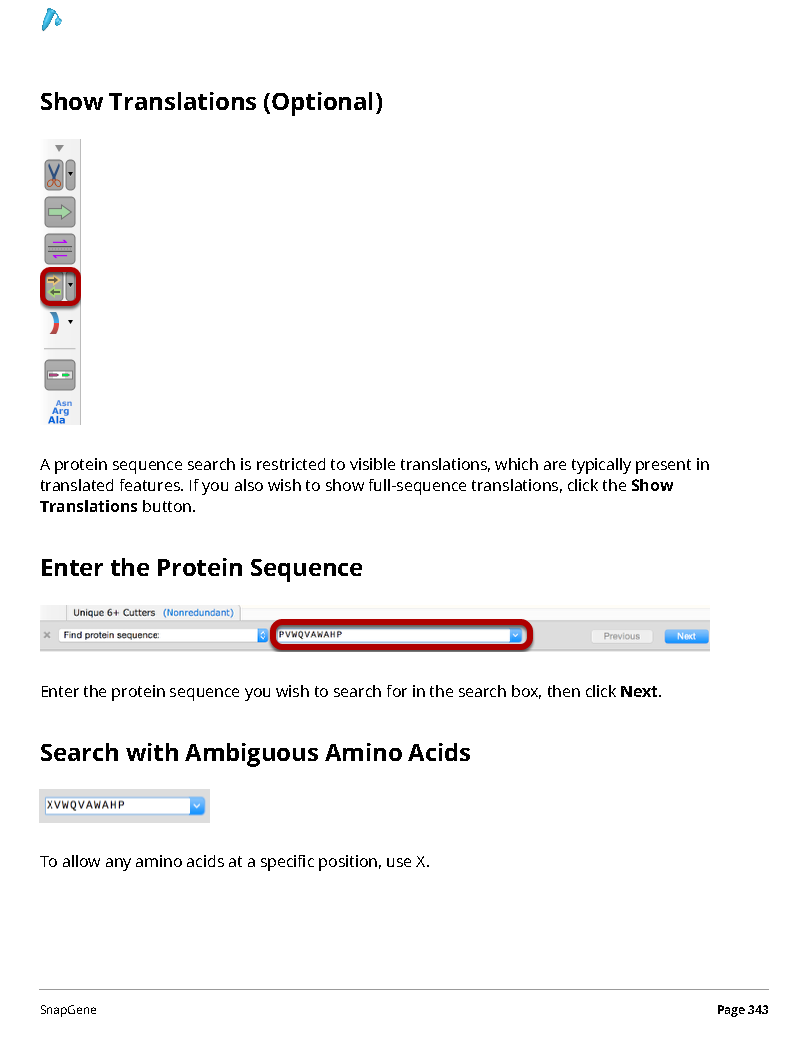 Show Translations (Optional)
Asn
Arg
Ala
A protein sequence search is restricted to visible translations, which are typically present in
translated features. If you also wish to show full-sequence translations, click the Show
Translations button.
Enter the Protein Sequence
Unique 6+ Cutters (Nonredundant)
Find protein sequence: PVWQVAWAHP Previous Next
Enter the protein sequence you wish to search for in the search box, then click Next.
Search with Ambiguous Amino Acids
XVWQVAWAHP
To allow any amino acids at a specific position, use X.
SnapGene Page 343